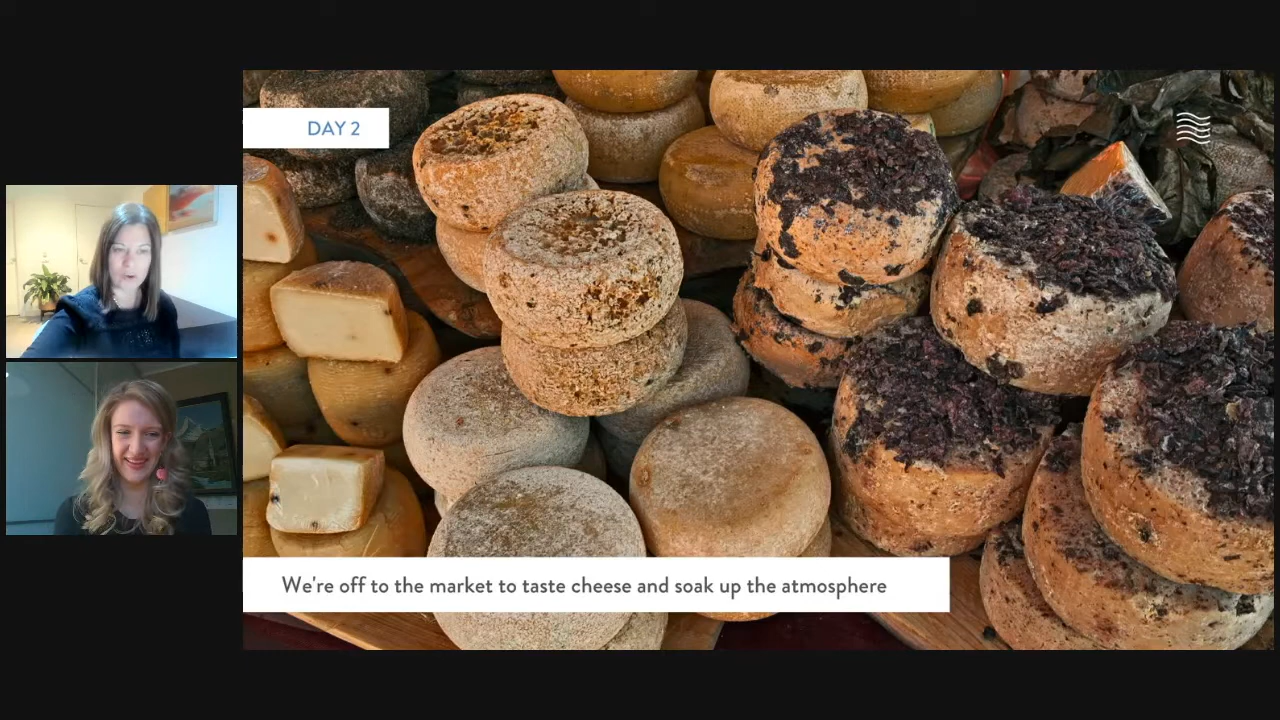 DAY 2
We're off to the market to taste cheese and soak up the atmosphere